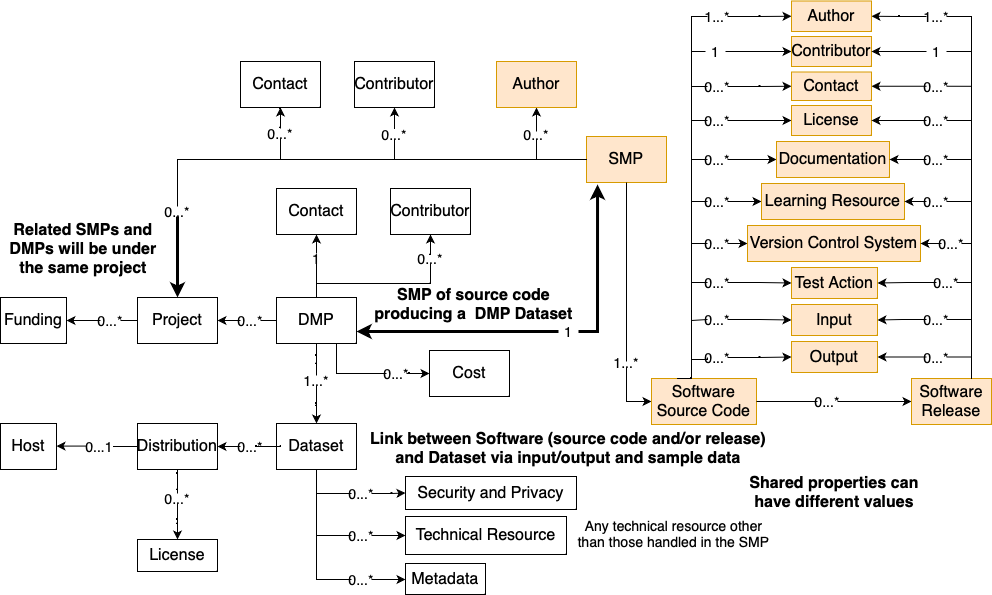 1...*
Author
1...*
1
Contributor
1
0...*
Contact
0...*
0...*
License
0...*
0...*
Documentation
0...*
0...*
Learning Resource
0...*
0...*
Version Control System
0...*
0...*
Test Action
0...*
0...*
Input
0...*
0...*
Output
0...*
Contact
Contributor
Author
0...*
0...*
0...*
SMP
0...*
Related SMPs and
DMPs will be under
the same project
Contact
Contributor
1
0...*
SMP of source code
producing a DMP Dataset
1
Funding
0...*
Project
0...*
DMP
1...*
0...*
Cost
1...*
Software
Source Code
0...*
Software
Release
Host
0...1
Distribution
0...*
Dataset
Link between Software (source code and/or release)
and Dataset via input/output and sample data
Shared properties can
have different values
0...*
License
0...*
Security and Privacy
0...*
Technical Resource
Any technical resource other
than those handled in the SMP
0...*
Metadata